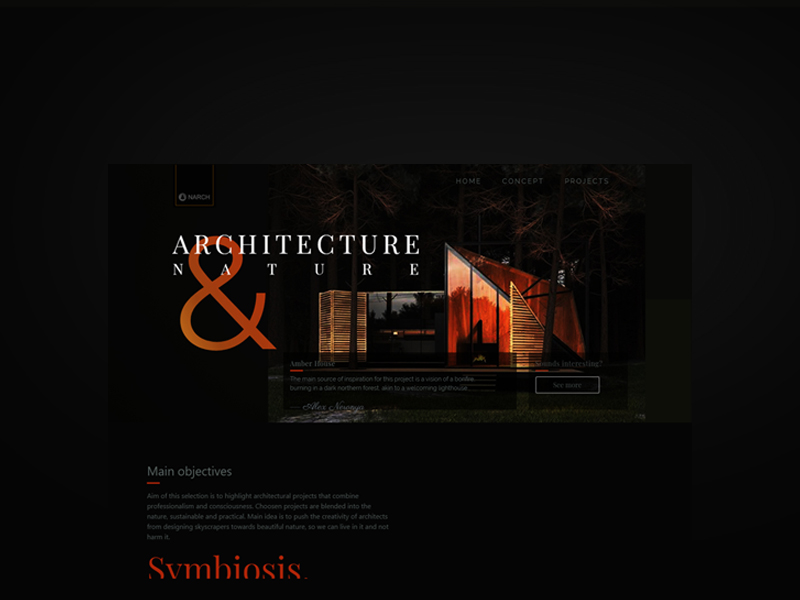 NARCH
HOME CONCEPT PROJECTS
ARCHITECTURE
NATURE
&
Amber House
Sounds interesting?
The main source of inspiration for this project is a vision of a bonfire
burning in a dark northern forest, akin to a welcoming lighthouse
See more
— Alex
Main objectives
Aim of this selection is to highlight architectural projects that combine
professionalism and consciousness. Choosen projects are blended into the
nature, sustainable and practical. Main idea is to push the creativity of architects
from designing skyscrapers towards beautiful nature, so we can live in it and not
harm it.
Symbiosis.